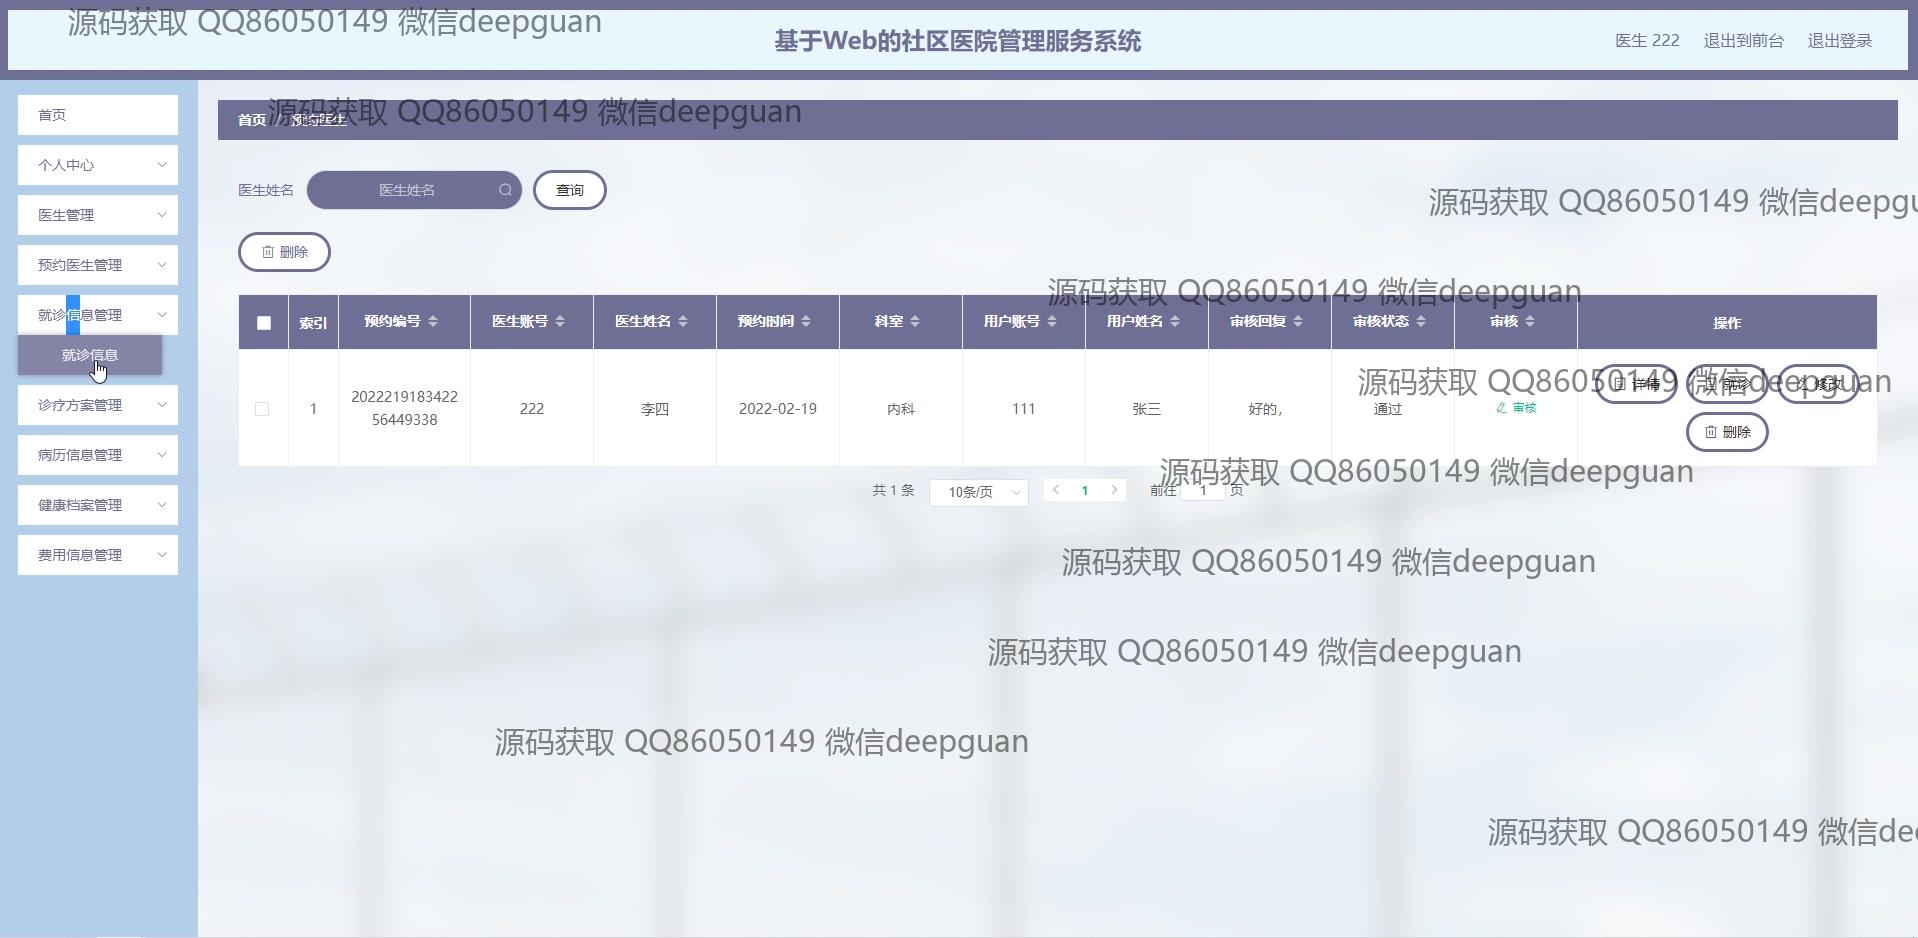 源码获取 QQ86050149 微信deepguan
基于Web的社区医院管理服务系统
医生 222 退出到前台 退出登录
首页
个人中心
医生管理
预约医生管理
就诊信息管理
就诊信息
诊疗方案管理
病历信息管理
健康档案管理
费用信息管理
源码获取 QQ86050149 微信deepguan
首页 / 预约医生
医生姓名 医生姓名 查询
源码获取 QQ86050149 微信deepgu
删除
源码获取 QQ86050149 微信deepguan
索引 预约编号 医生账号 医生姓名 预约时间 科室 用户账号 用户姓名 审核回复 审核状态 审核 操作
源码获取 QQ86050149 微信deepguan
1 2022219183422 222 李四 2022-02-19 内科 111 张三 好的, 通过 审核 详情 就诊 修改
56449338
删除
源码获取 QQ86050149 微信deepguan
共 1 条 10条/页 1 前往 1 页
源码获取 QQ86050149 微信deepguan
源码获取 QQ86050149 微信deepguan
源码获取 QQ86050149 微信deepguan
源码获取 QQ86050149 微信dee